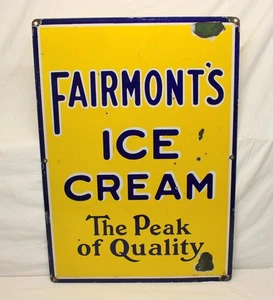 FAIRMONT'S
ICE
CREAM
The Peak
of Quality